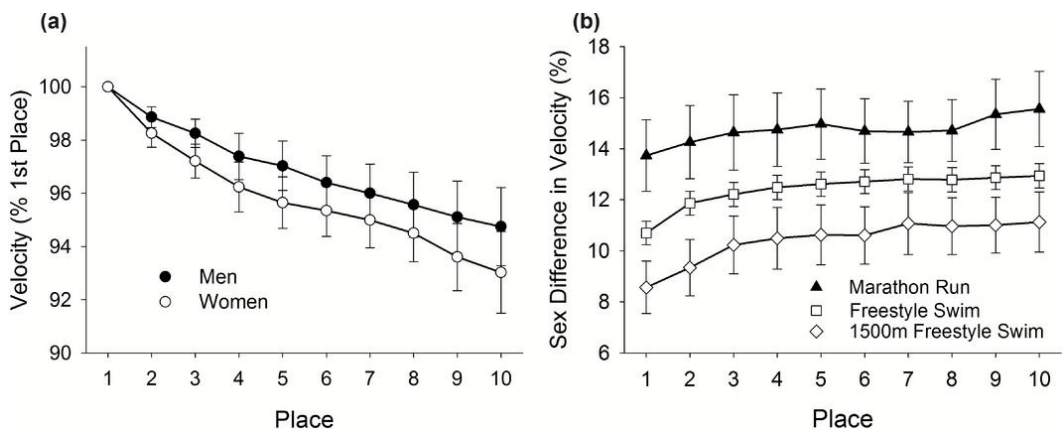 (a)
Velocity (% 1st Place)
100
98
96
94
92
90
Men
Women
1 2 3 4 5 6 7 8 9 10
Place
(b)
Sex Difference in Velocity (%)
18
16
14
12
10
8
6
Marathon Run
Freestyle Swim
1500m Freestyle Swim
1 2 3 4 5 6 7 8 9 10
Place